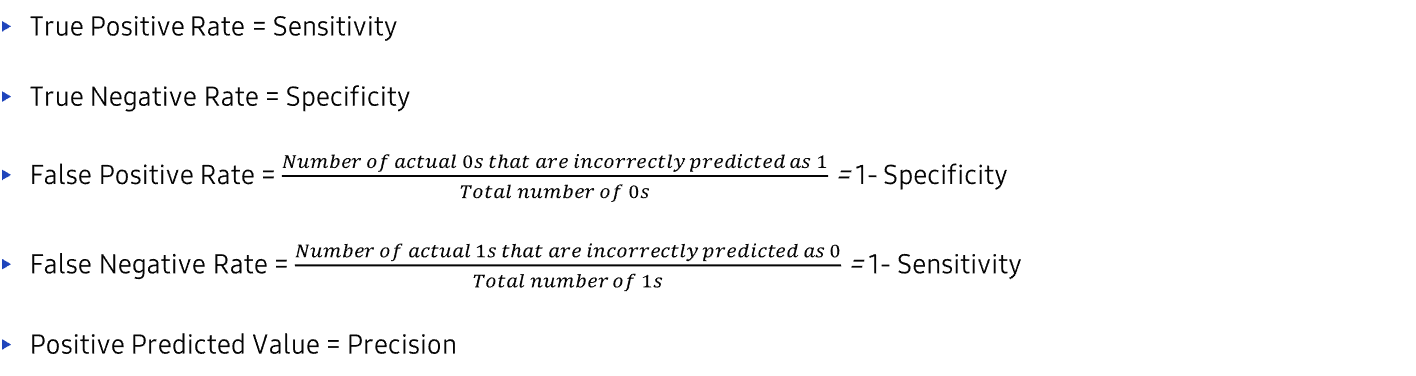 ▸ True Positive Rate = Sensitivity
▸ True Negative Rate = Specificity
▸ False Positive Rate = Number of actual 0s that are incorrectly predicted as 1 / Total number of 0s =1- Specificity
▸ False Negative Rate = Number of actual 1s that are incorrectly predicted as 0 / Total number of 1s =1- Sensitivity
▸ Positive Predicted Value = Precision